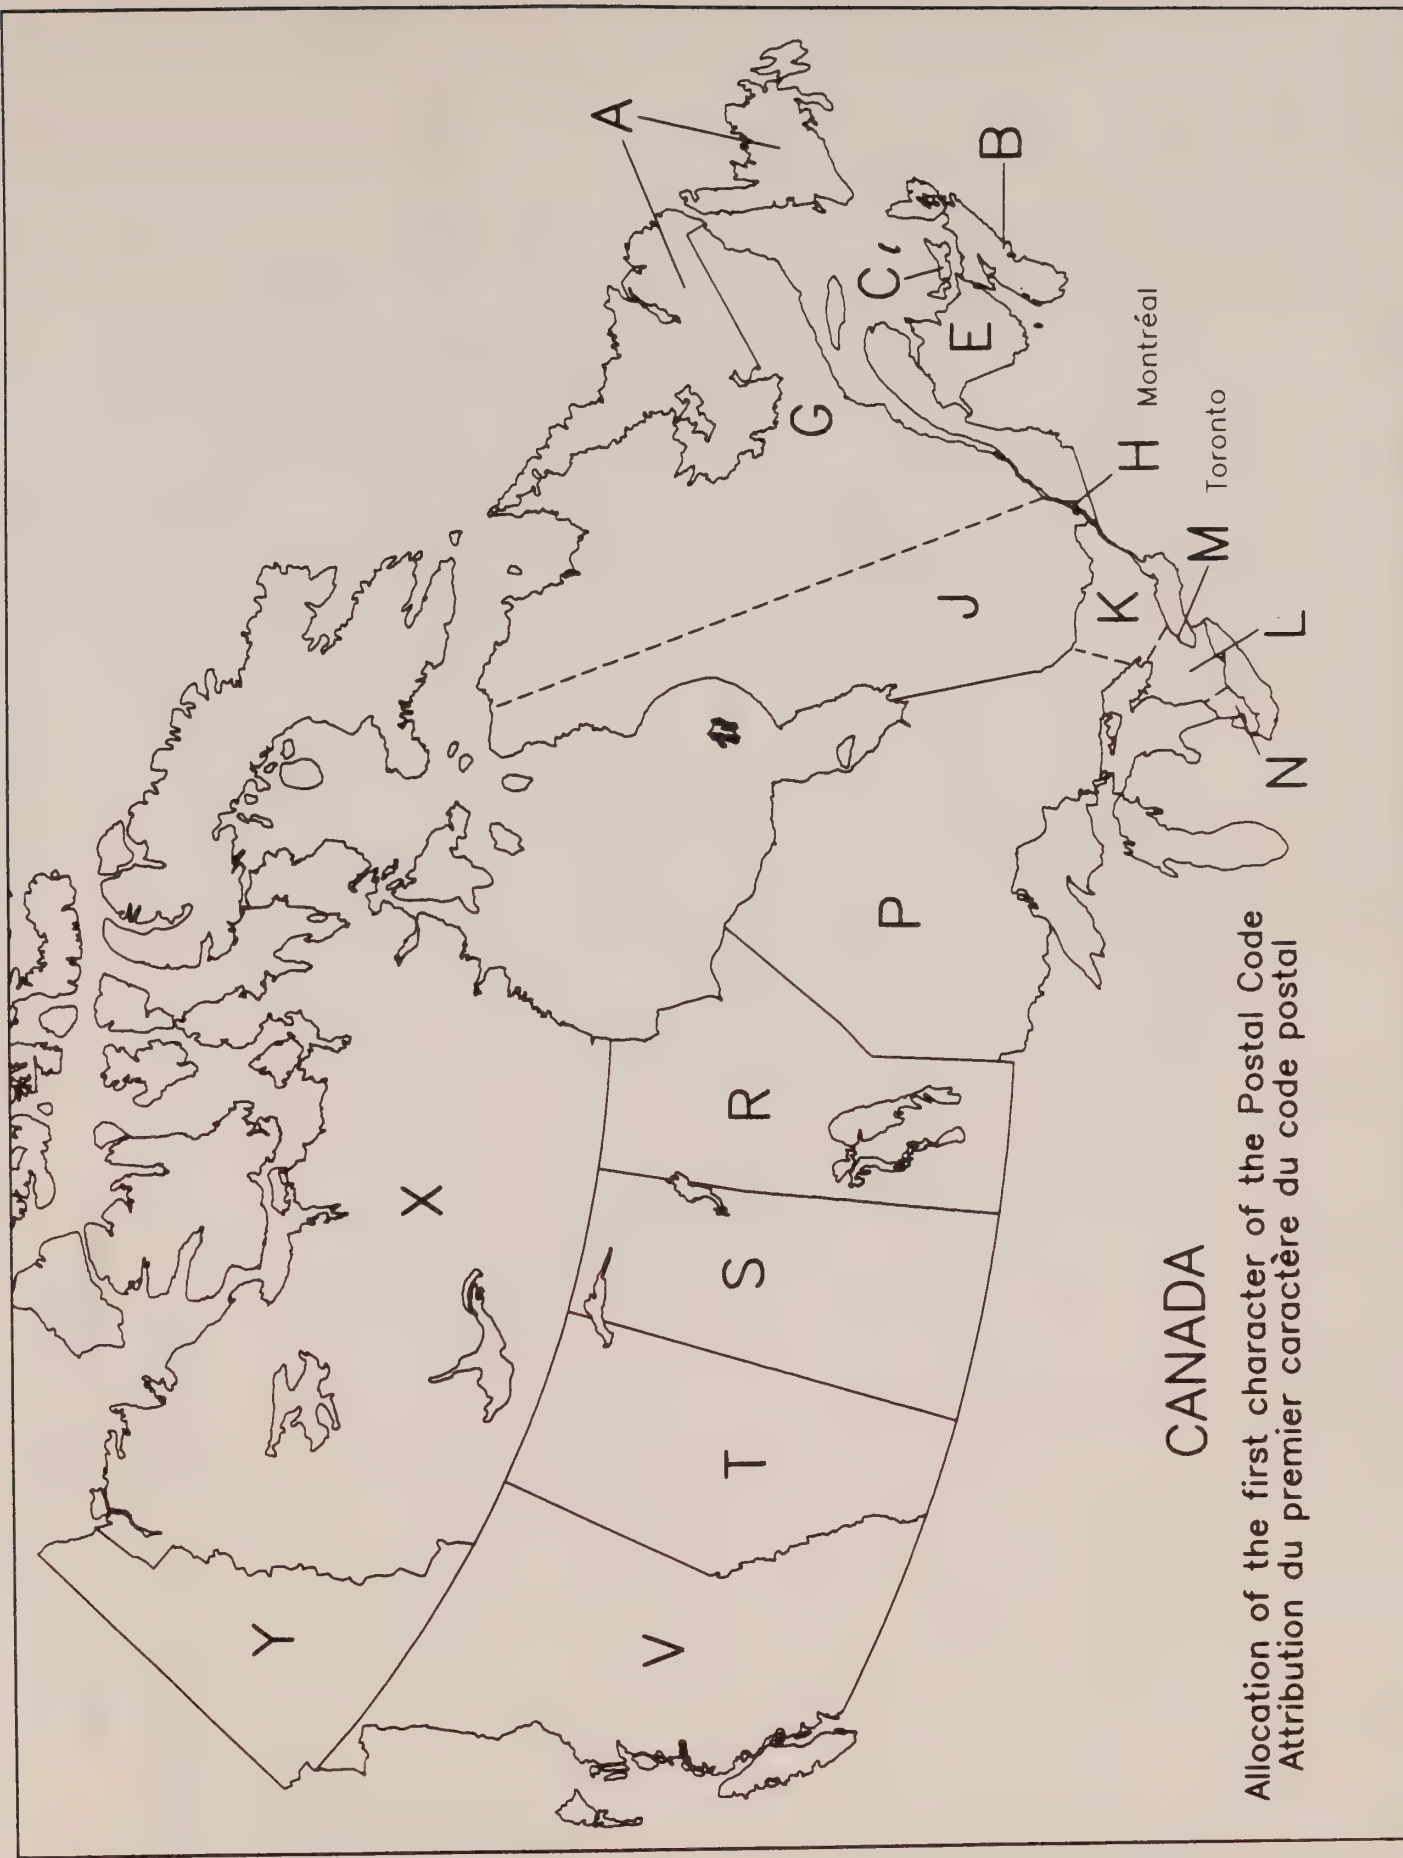 Y
X
V
T
S
R
P
J
G
A
K
H Montréal
M Toronto
L
N
E
C
B
CANADA
Allocation of the first character of the Postal Code
Attribution du premier caractère du code postal